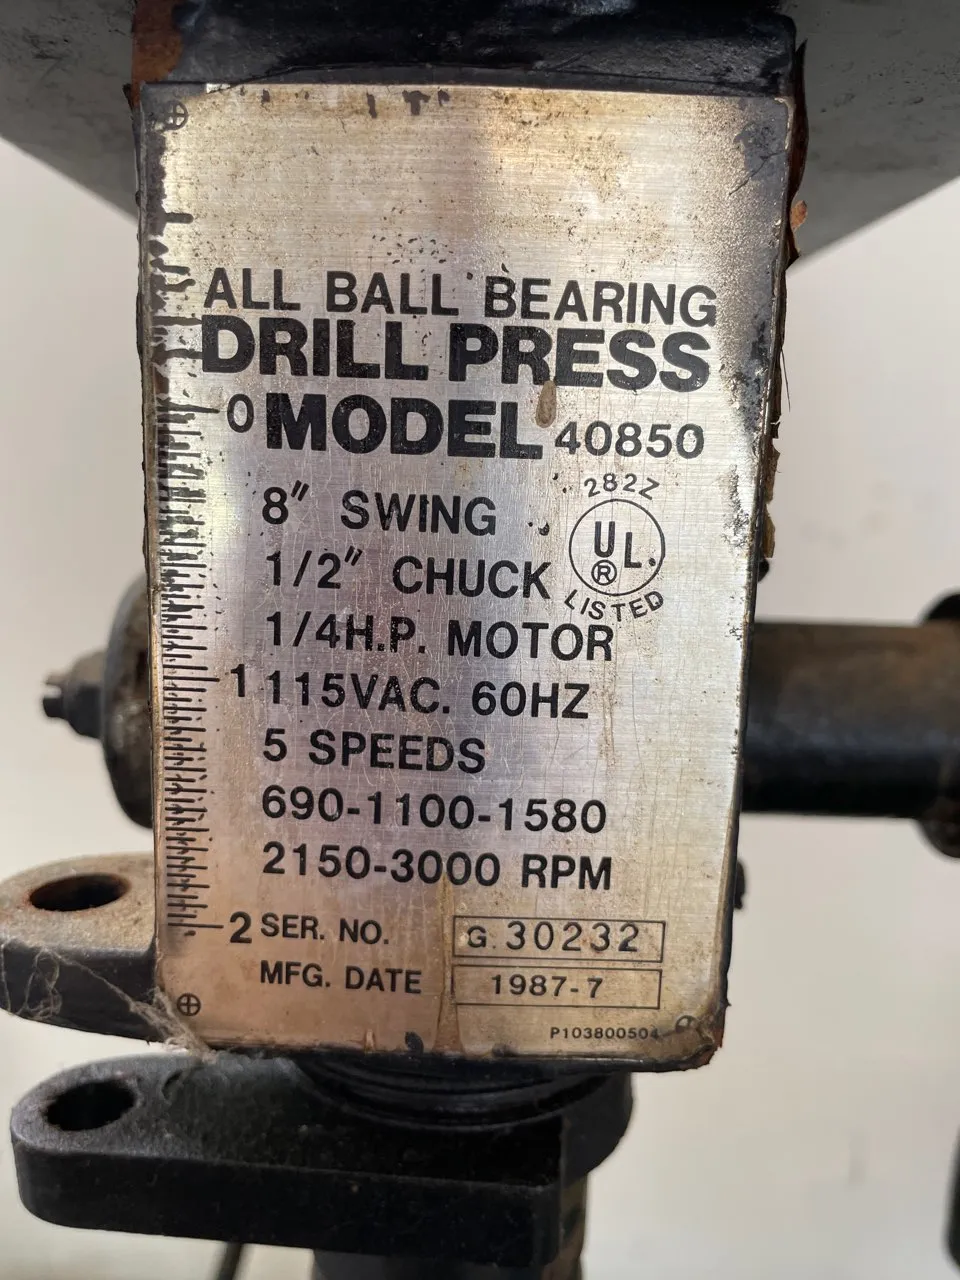 ALL BALL BEARING
DRILL PRESS
0 MODEL 40850
282Z
8" SWING
UL®
1/2" CHUCK
LISTED
1/4H.P. MOTOR
1 115VAC. 60HZ
5 SPEEDS
690-1100-1580
2150-3000 RPM
2 SER. NO. G. 30232
MFG. DATE 1987-7
P103800504